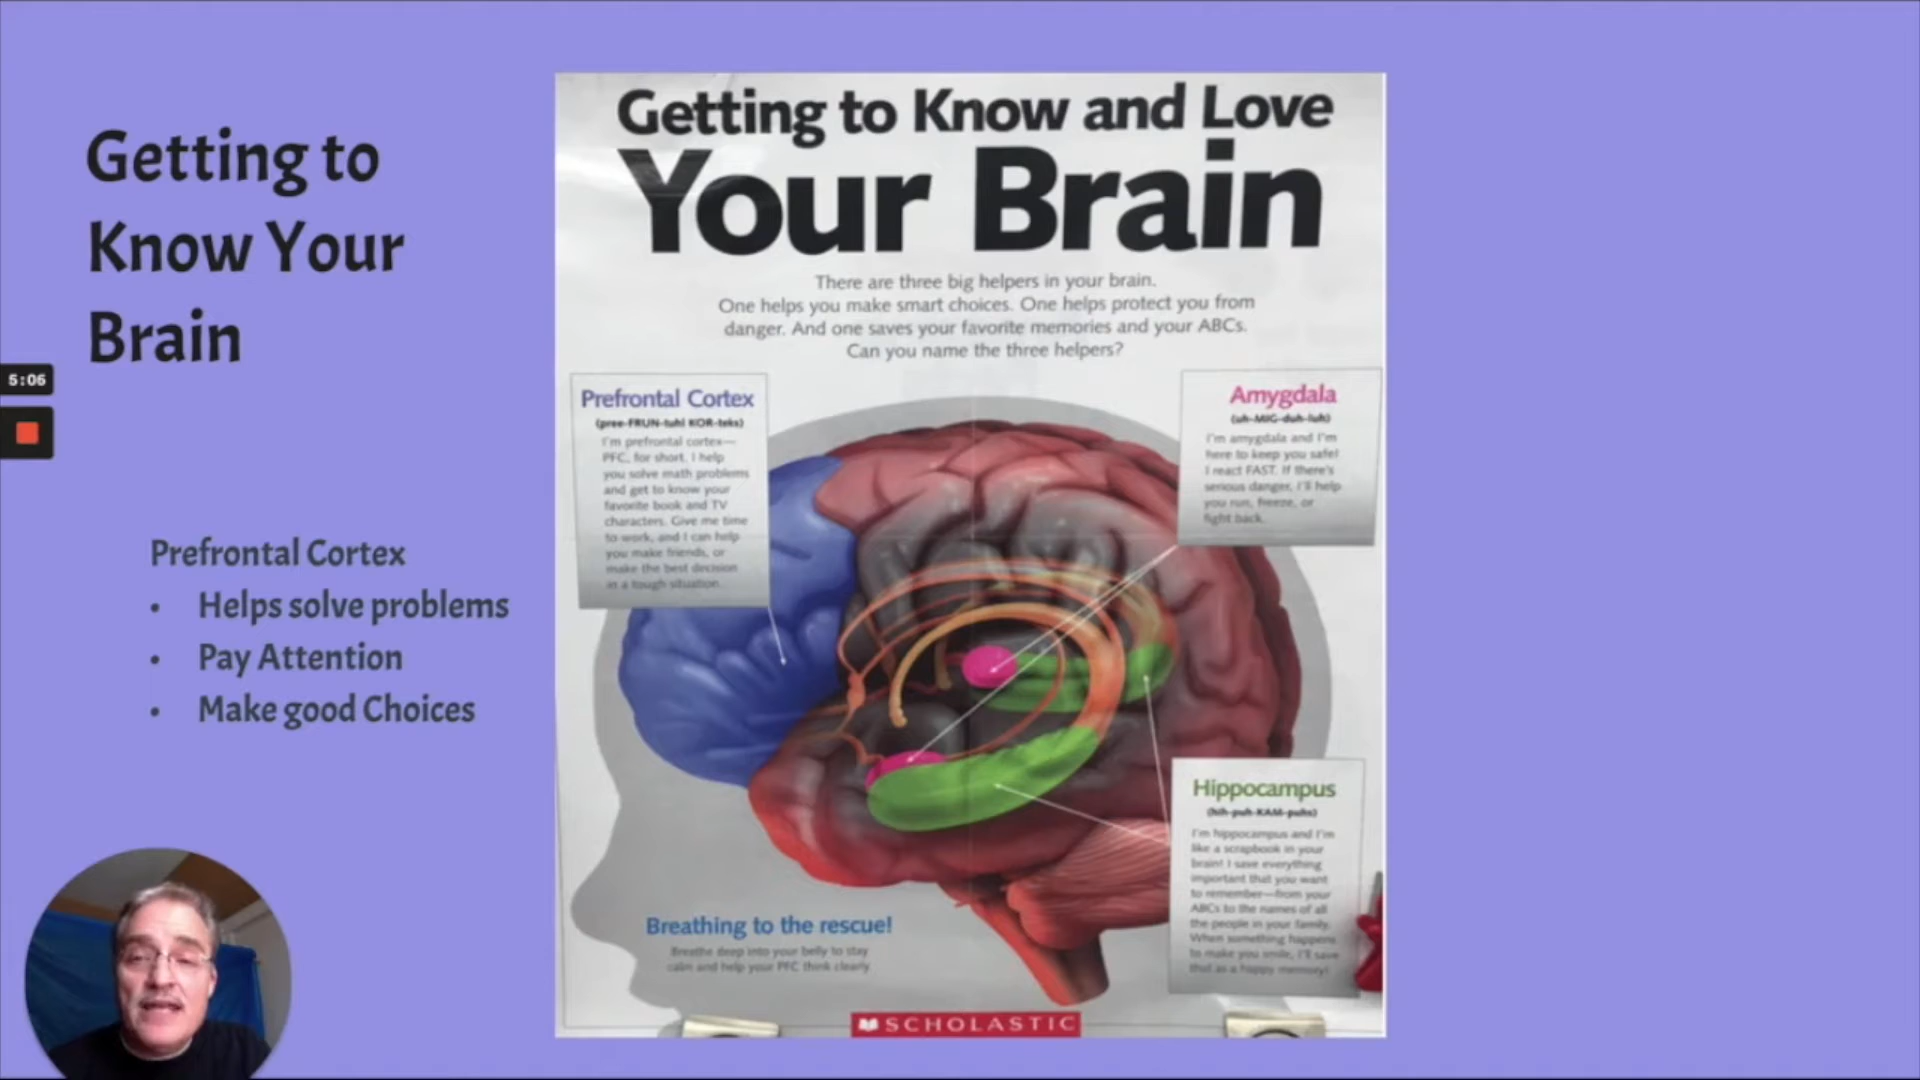 Getting to
Know Your
Brain
5:06
Prefrontal Cortex
• Helps solve problems
• Pay Attention
• Make good Choices
Getting to Know and Love
Your Brain
There are three big helpers in your brain.
One helps you make smart choices. One helps protect you from
danger. And one saves your favorite memories and your ABCs.
Can you name the three helpers?
Prefrontal Cortex
(pree-FRUN-tuhl KOR-teks)
I'm prefrontal cortex—
PFC, for short. I help
you solve math problems
and get to know your
favorite book and TV
characters. Give me time
to work, and I can help
you make friends, or
make the best decision
in a tough situation.
Amygdala
(uh-MIG-duh-luh)
I'm amygdala and I'm
here to keep you safe!
I react FAST. If there's
serious danger, I'll help
you run, freeze, or
fight back.
Hippocampus
(hih-puh-KAM-puhs)
I'm hippocampus and I'm
like a scrapbook in your
brain! I save everything
important that you want
to remember—from your
ABCs to the names of all
the people in your family.
When something happens
to make you smile, I'll save
that as a happy memory!
Breathing to the rescue!
Breathe deep into your belly to stay
calm and help your PFC think clearly.
SCHOLASTIC